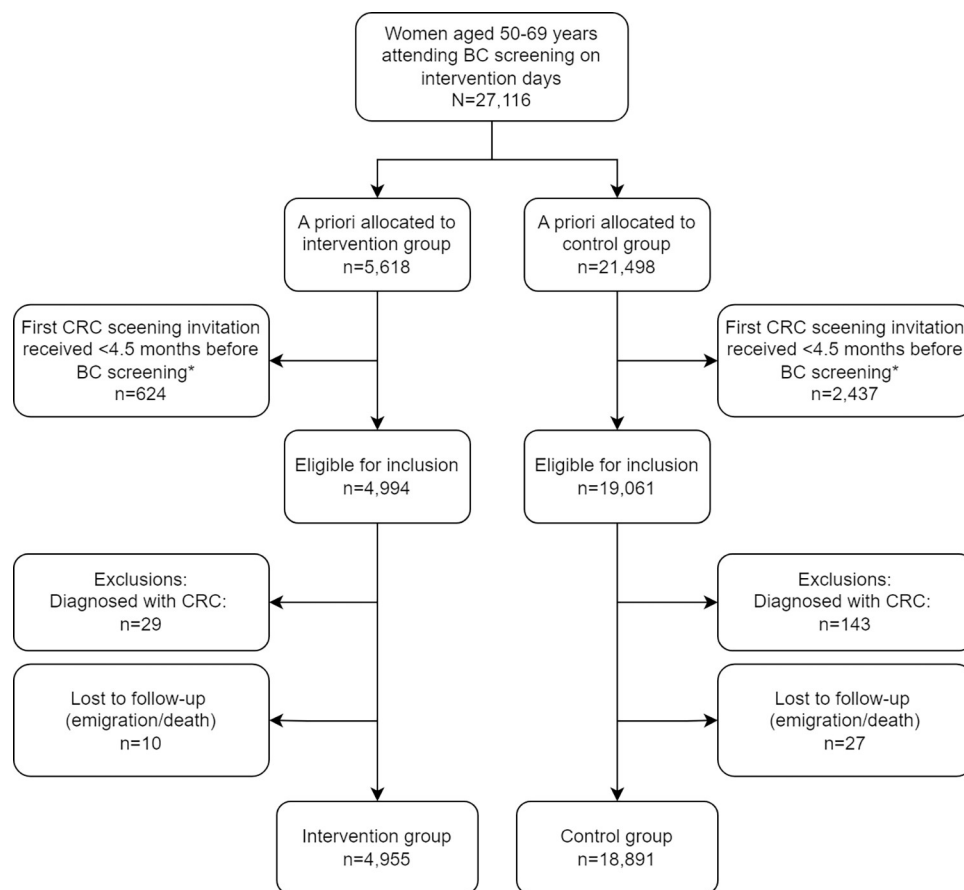 Women aged 50-69 years
attending BC screening on
intervention days
N=27,116
A priori allocated to
intervention group
n=5,618
A priori allocated to
control group
n=21,498
First CRC sceening invitation
received <4.5 months before
BC screening*
n=624
First CRC sceening invitation
received <4.5 months before
BC screening*
n=2,437
Eligible for inclusion
n=4,994
Eligible for inclusion
n=19,061
Exclusions:
Diagnosed with CRC:
n=29
Exclusions:
Diagnosed with CRC:
n=143
Lost to follow-up
(emigration/death)
n=10
Lost to follow-up
(emigration/death)
n=27
Intervention group
n=4,955
Control group
n=18,891